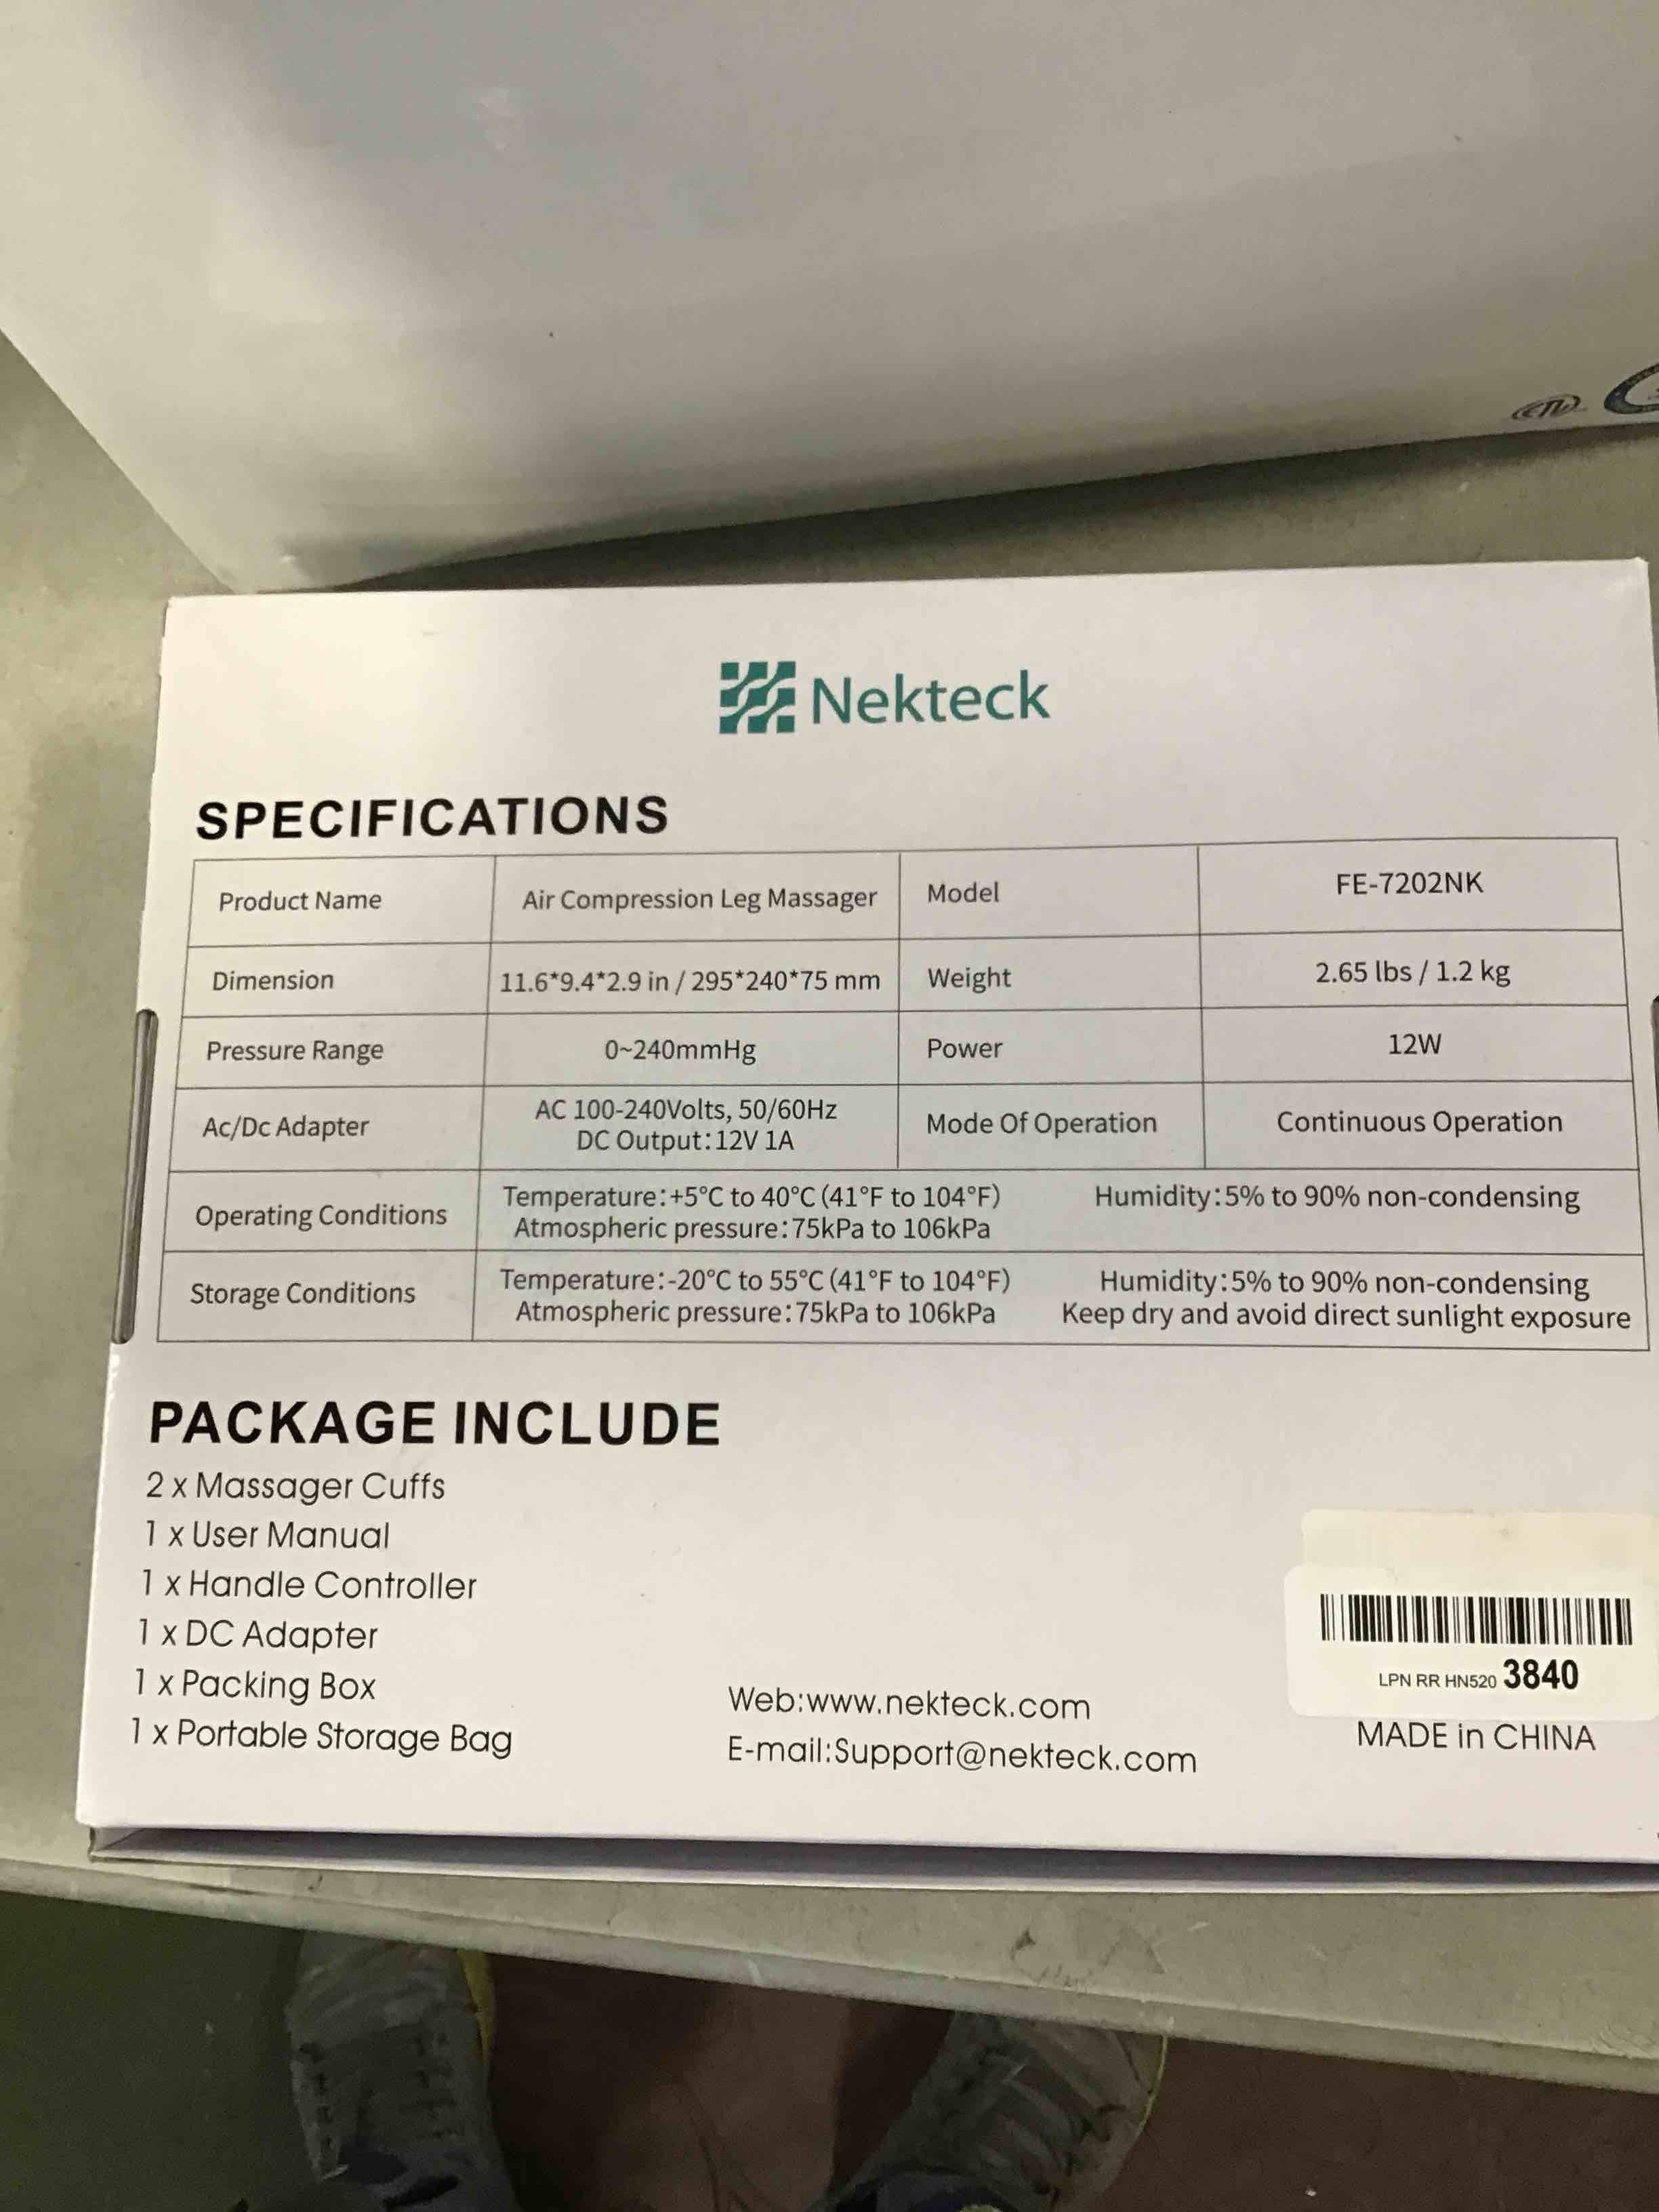 ETL
Nekteck
SPECIFICATIONS
Product Name Air Compression Leg Massager Model FE-7202NK
Dimension 11.6*9.4*2.9 in / 295*240*75 mm Weight 2.65 lbs / 1.2 kg
Pressure Range 0~240mmHg Power 12W
Ac/Dc Adapter AC 100-240Volts, 50/60Hz DC Output:12V 1A Mode Of Operation Continuous Operation
Operating Conditions Temperature:+5°C to 40°C (41°F to 104°F) Humidity:5% to 90% non-condensing
Atmospheric pressure:75kPa to 106kPa
Storage Conditions Temperature:-20°C to 55°C (41°F to 104°F) Humidity:5% to 90% non-condensing
Atmospheric pressure:75kPa to 106kPa Keep dry and avoid direct sunlight exposure
PACKAGE INCLUDE
2 x Massager Cuffs
1 x User Manual
1 x Handle Controller
1 x DC Adapter
1 x Packing Box
1 x Portable Storage Bag
Web:www.nekteck.com
E-mail:Support@nekteck.com
LPN RR HN520 3840
MADE in CHINA